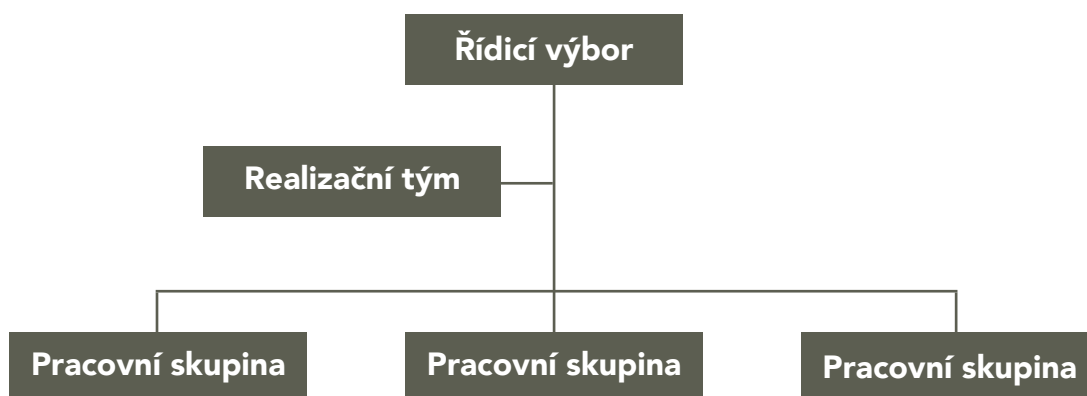 Řídicí výbor
Realizační tým
Pracovní skupina
Pracovní skupina
Pracovní skupina